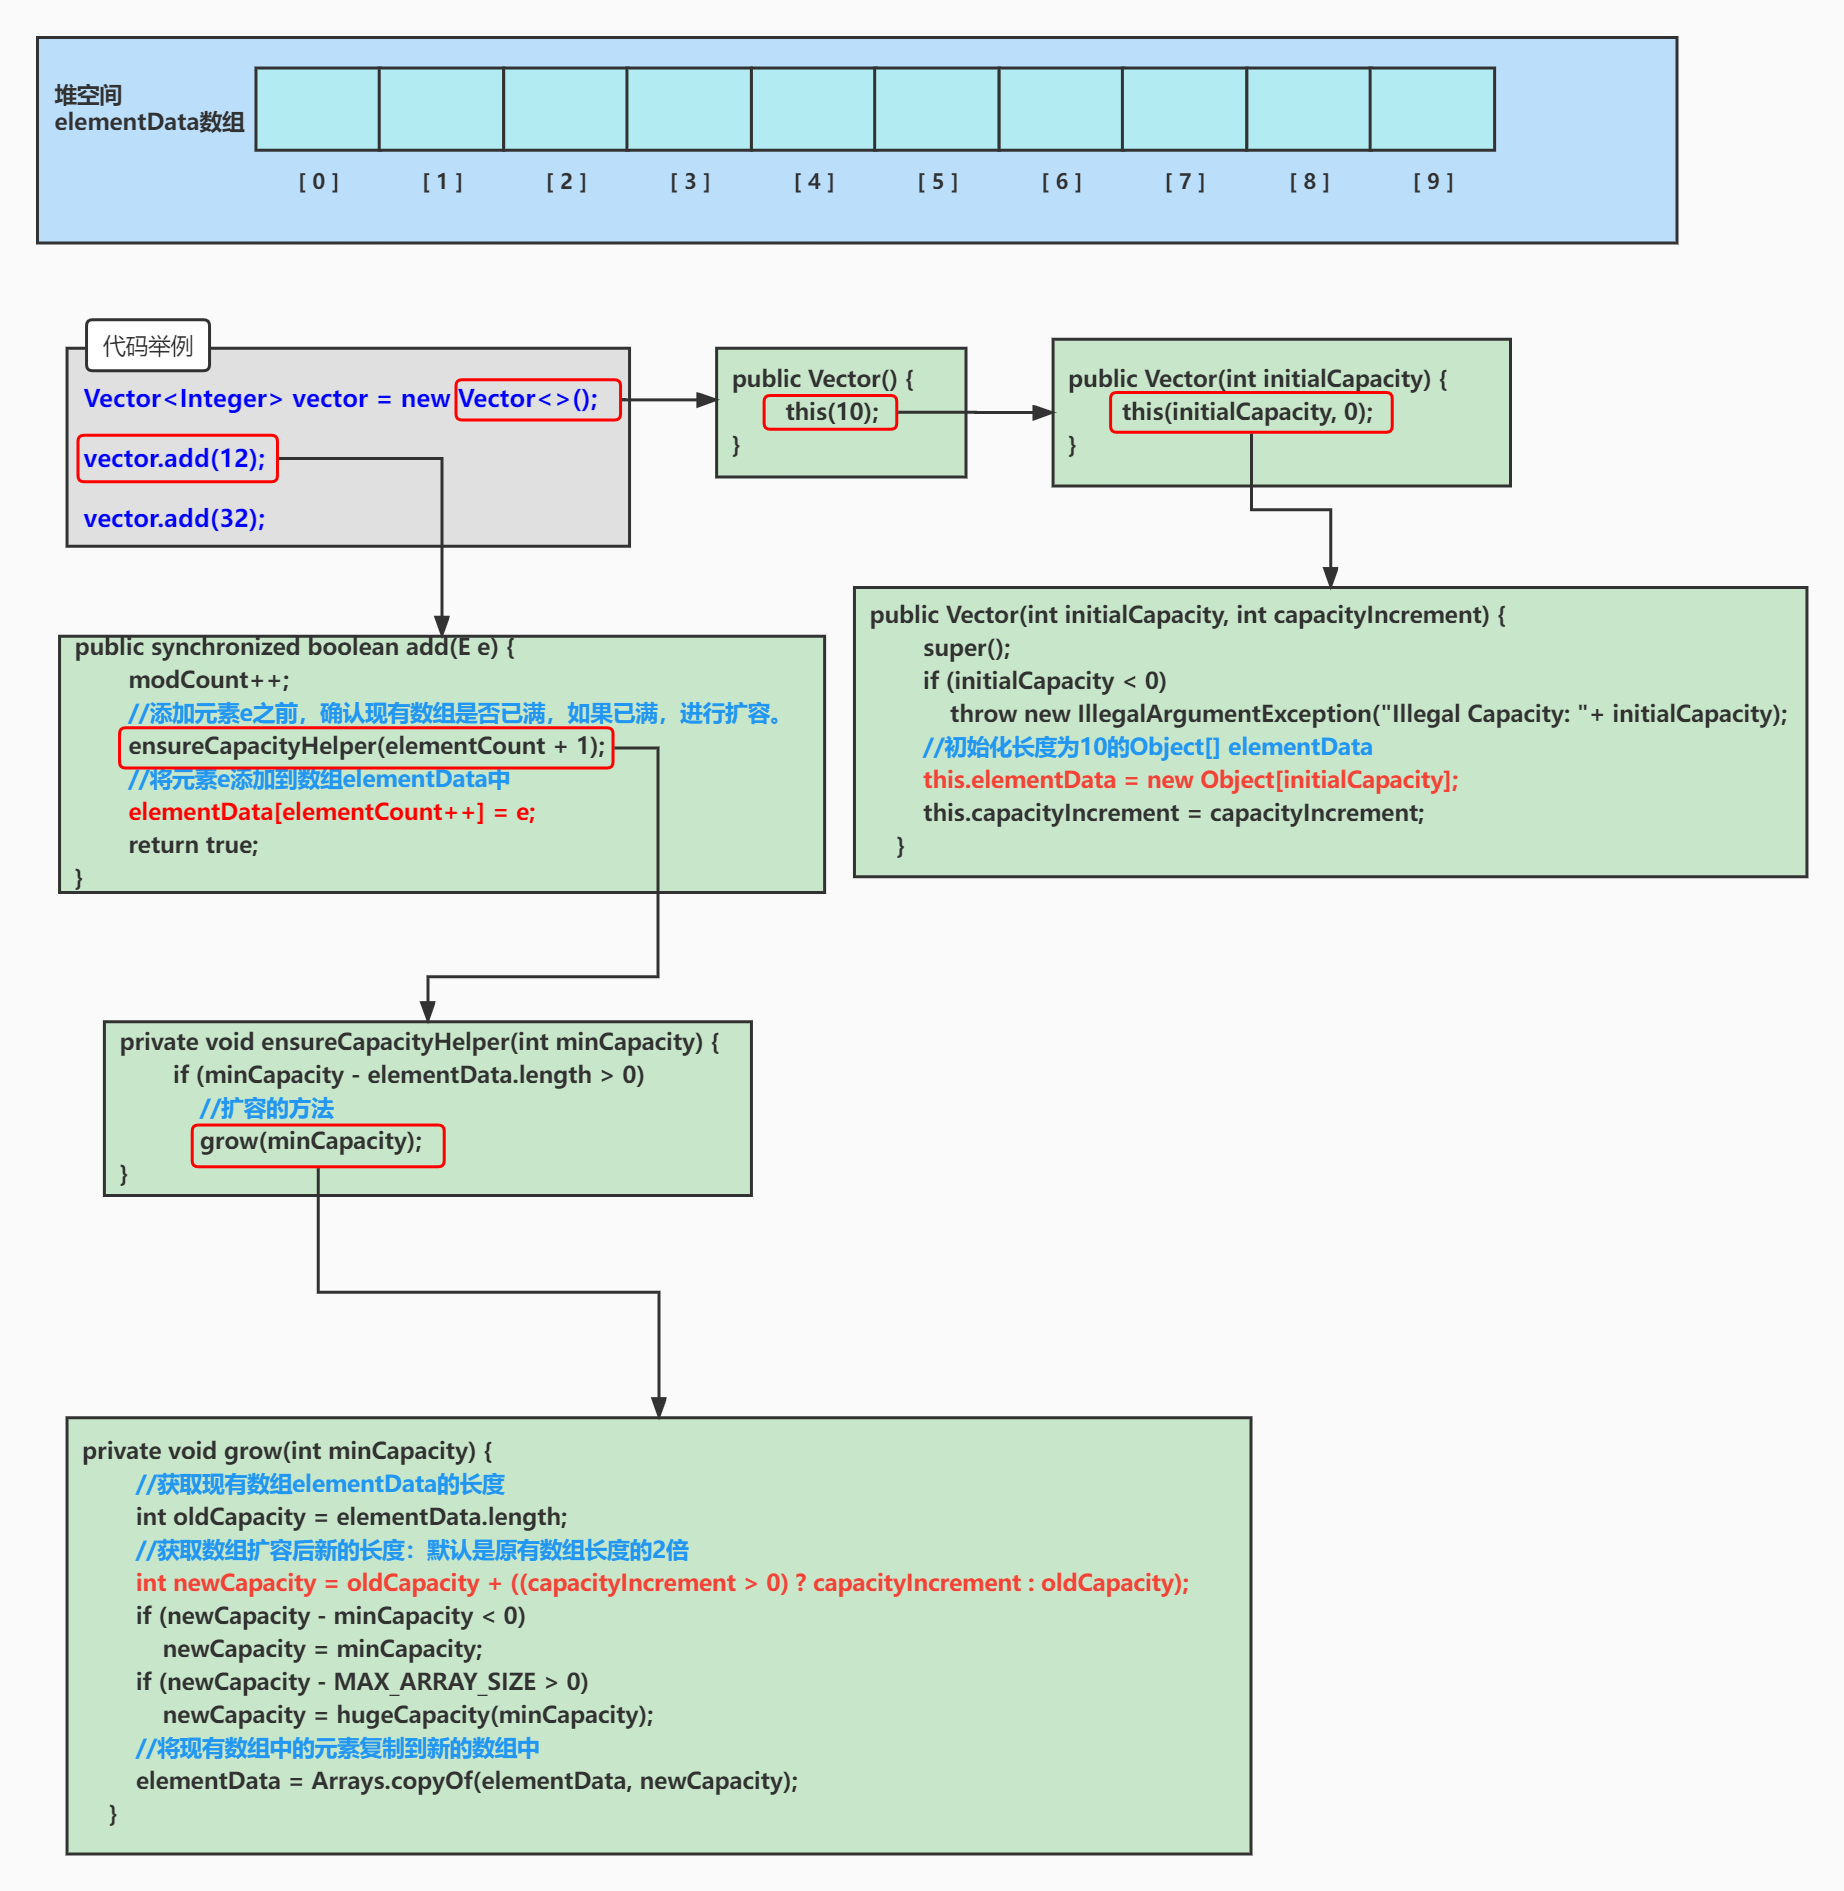 堆空间
elementData数组
[ 0 ] [ 1 ] [ 2 ] [ 3 ] [ 4 ] [ 5 ] [ 6 ] [ 7 ] [ 8 ] [ 9 ]
代码举例
Vector<Integer> vector = new Vector<>();
vector.add(12);
vector.add(32);
public Vector() {
this(10);
}
public Vector(int initialCapacity) {
this(initialCapacity, 0);
}
public Vector(int initialCapacity, int capacityIncrement) {
super();
if (initialCapacity < 0)
throw new IllegalArgumentException("Illegal Capacity: "+ initialCapacity);
//初始化长度为10的Object[] elementData
this.elementData = new Object[initialCapacity];
this.capacityIncrement = capacityIncrement;
}
public synchronized boolean add(E e) {
modCount++;
//添加元素e之前，确认现有数组是否已满，如果已满，进行扩容。
ensureCapacityHelper(elementCount + 1);
//将元素e添加到数组elementData中
elementData[elementCount++] = e;
return true;
}
private void ensureCapacityHelper(int minCapacity) {
if (minCapacity - elementData.length > 0)
//扩容的方法
grow(minCapacity);
}
private void grow(int minCapacity) {
//获取现有数组elementData的长度
int oldCapacity = elementData.length;
//获取数组扩容后新的长度：默认是原有数组长度的2倍
int newCapacity = oldCapacity + ((capacityIncrement > 0) ? capacityIncrement : oldCapacity);
if (newCapacity - minCapacity < 0)
newCapacity = minCapacity;
if (newCapacity - MAX_ARRAY_SIZE > 0)
newCapacity = hugeCapacity(minCapacity);
//将现有数组中的元素复制到新的数组中
elementData = Arrays.copyOf(elementData, newCapacity);
}